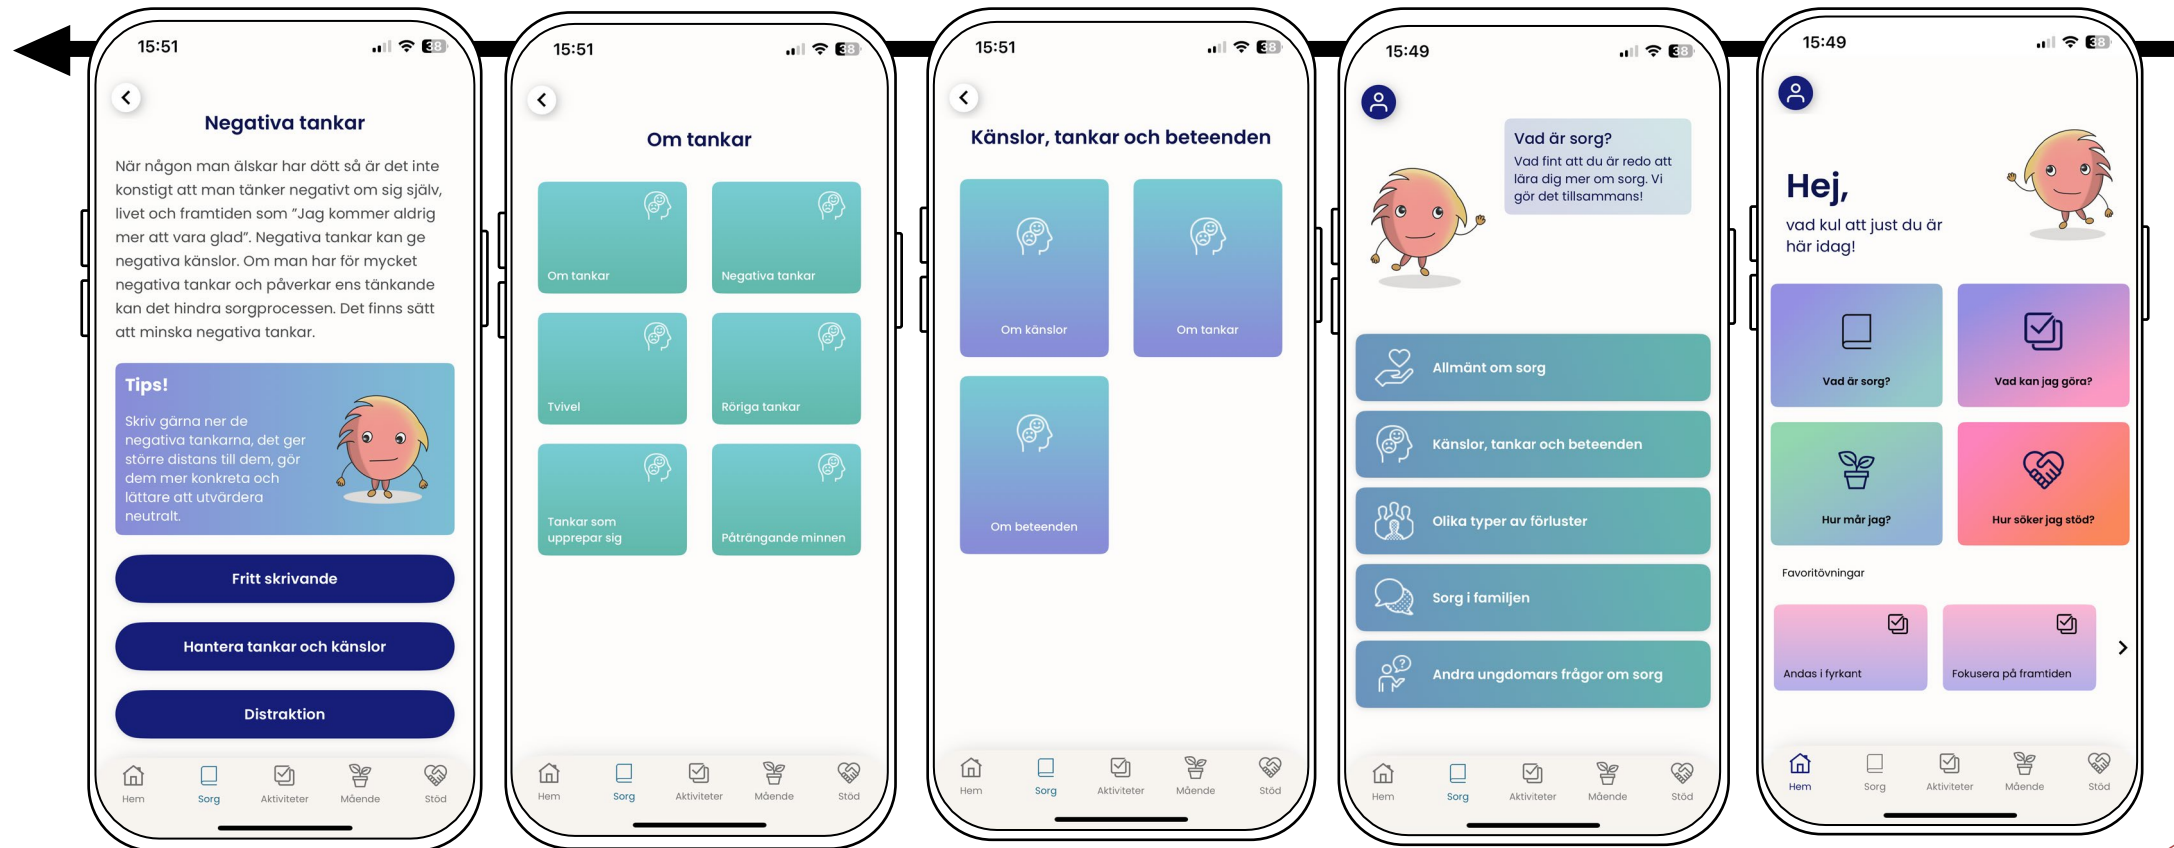 15:51
38
Negativa tankar
När någon man älskar har dött så är det inte
konstigt att man tänker negativt om sig själv,
livet och framtiden som ”Jag kommer aldrig
mer att vara glad”. Negativa tankar kan ge
negativa känslor. Om man har för mycket
negativa tankar och påverkar ens tänkande
kan det hindra sorgprocessen. Det finns sätt
att minska negativa tankar.
Tips!
Skriv gärna ner de
negativa tankarna, det ger
större distans till dem, gör
dem mer konkreta och
lättare att utvärdera
neutralt.
Fritt skrivande
Hantera tankar och känslor
Distraktion
Hem
Sorg
Aktiviteter
Mående
Stöd
15:51
38
Om tankar
Om tankar
Negativa tankar
Tvivel
Röriga tankar
Tankar som
upprepar sig
Påträngande minnen
Hem
Sorg
Aktiviteter
Mående
Stöd
15:51
38
Känslor, tankar och beteenden
Om känslor
Om tankar
Om beteenden
Hem
Sorg
Aktiviteter
Mående
Stöd
15:49
38
Vad är sorg?
Vad fint att du är redo att
lära dig mer om sorg. Vi
gör det tillsammans!
Allmänt om sorg
Känslor, tankar och beteenden
Olika typer av förluster
Sorg i familjen
Andra ungdomars frågor om sorg
Hem
Sorg
Aktiviteter
Mående
Stöd
15:49
38
Hej,
vad kul att just du är
här idag!
Vad är sorg?
Vad kan jag göra?
Hur mår jag?
Hur söker jag stöd?
Favoritövningar
Andas i fyrkant
Fokusera på framtiden
Hem
Sorg
Aktiviteter
Mående
Stöd